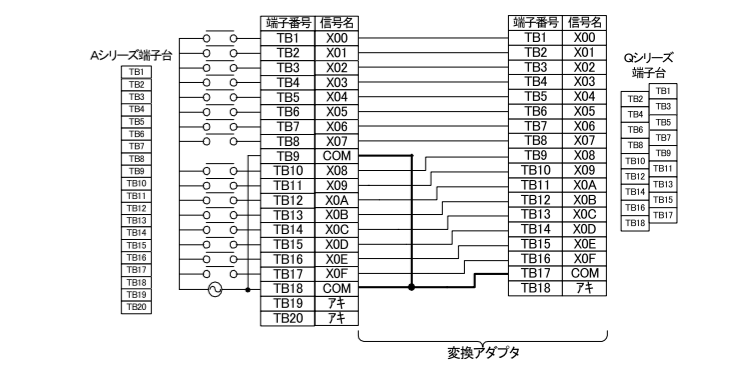 Aシリーズ端子台
TB1
TB2
TB3
TB4
TB5
TB6
TB7
TB8
TB9
TB10
TB11
TB12
TB13
TB14
TB15
TB16
TB17
TB18
TB19
TB20
端子番号 信号名
TB1 X00
TB2 X01
TB3 X02
TB4 X03
TB5 X04
TB6 X05
TB7 X06
TB8 X07
TB9 COM
TB10 X08
TB11 X09
TB12 X0A
TB13 X0B
TB14 X0C
TB15 X0D
TB16 X0E
TB17 X0F
TB18 COM
TB19 アキ
TB20 アキ
端子番号 信号名
TB1 X00
TB2 X01
TB3 X02
TB4 X03
TB5 X04
TB6 X05
TB7 X06
TB8 X07
TB9 X08
TB10 X09
TB11 X0A
TB12 X0B
TB13 X0C
TB14 X0D
TB15 X0E
TB16 X0F
TB17 COM
TB18 アキ
Qシリーズ
端子台
TB1
TB2
TB3
TB4
TB5
TB6
TB7
TB8
TB9
TB10
TB11
TB12
TB13
TB14
TB15
TB16
TB17
TB18
変換アダプタ